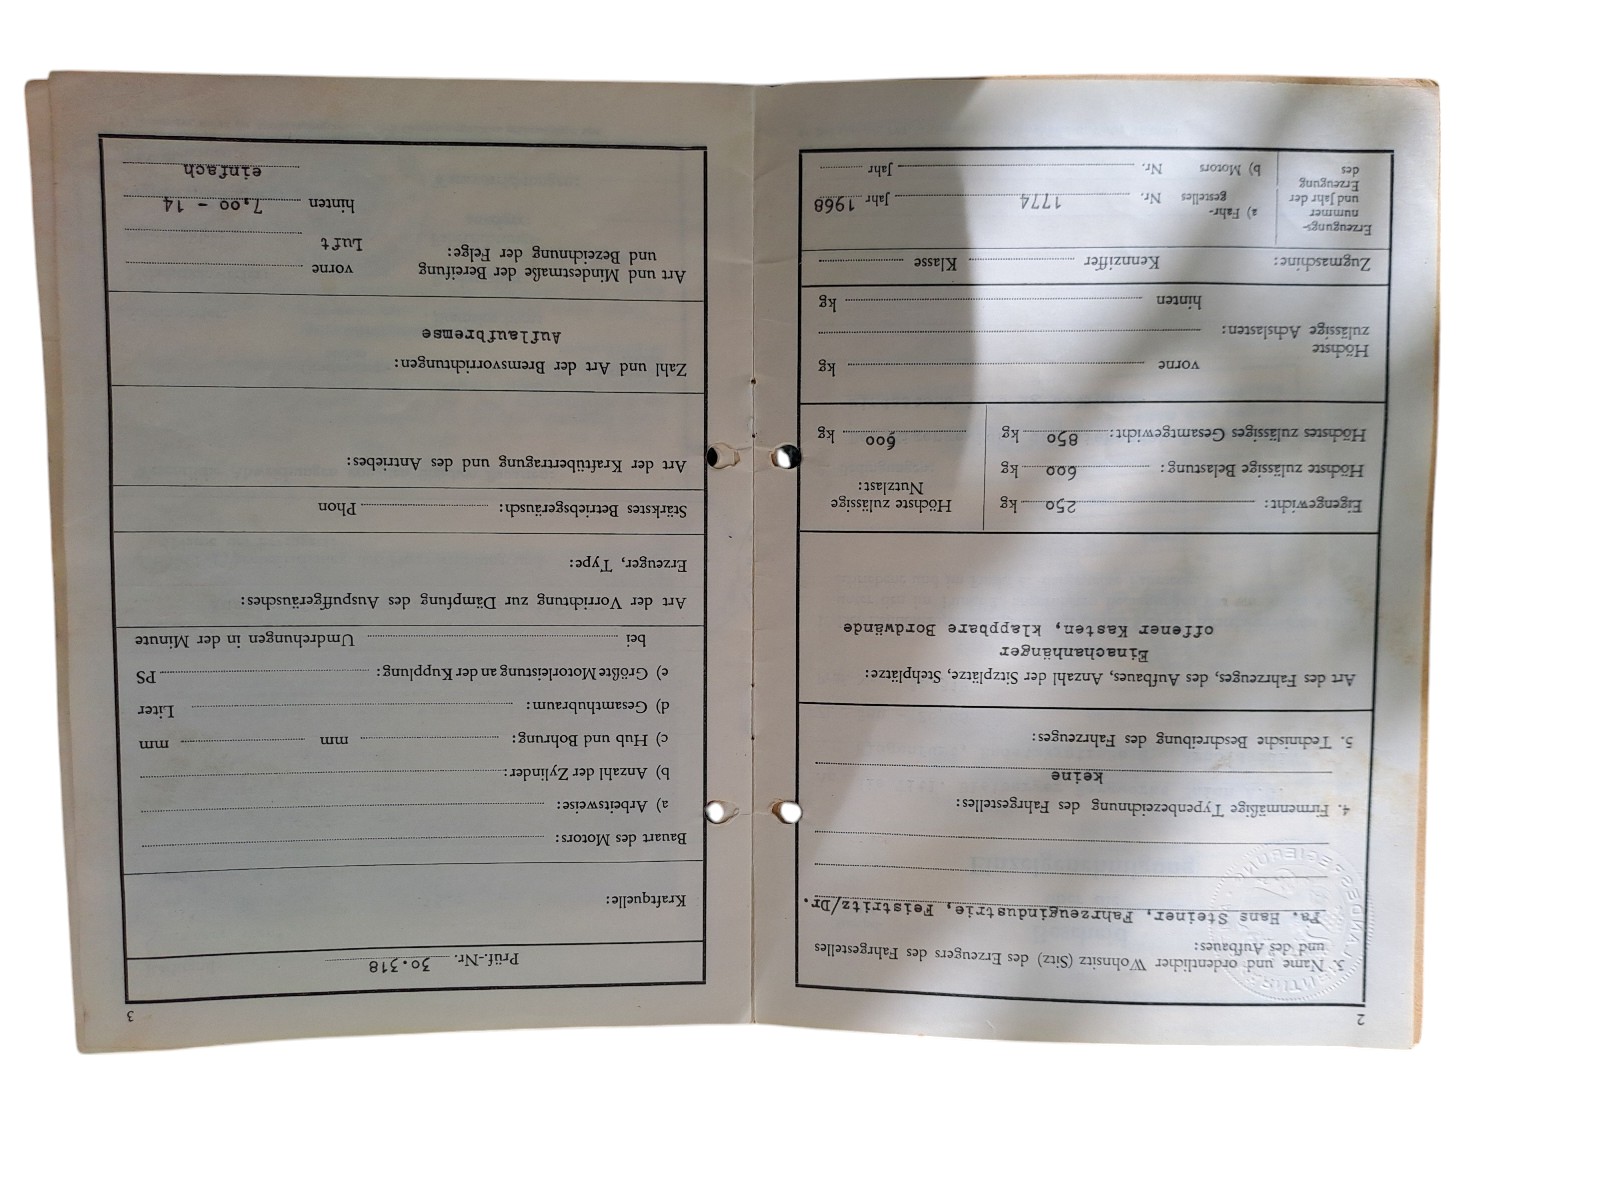 2
3. Name und ordentlicher Wohnsitz (Sitz) des Erzeugers des Fahrgestelles
und des Aufbaues:
Fa. Hans Steiner, Fahrzeugindustrie, Feistritz/Dr.
4. Firmenmäßige Typenbezeichnung des Fahrgestelles:
keine
5. Technische Beschreibung des Fahrzeuges:
Art des Fahrzeuges, des Aufbaues, Anzahl der Sitzplätze, Stehplätze:
Einachanhänger
offener Kasten, klappbare Bordwände
Eigengewicht: 250 kg
Höchste zulässige Belastung: 600 kg
Höchstes zulässiges Gesamtgewicht: 850 kg
Höchste zulässige
Nutzlast:
600 kg
Höchste
zulässige Achslasten:
vorne kg
hinten kg
Zugmaschine: Kennziffer Klasse
Erzeugungs-
nummer
und Jahr der
Erzeugung
des
a) Fahr-
gestelles Nr. 1774 Jahr 1968
b) Motors Nr. Jahr
3
Prüf.-Nr. 30.318
Kraftquelle:
Bauart des Motors:
a) Arbeitsweise:
b) Anzahl der Zylinder:
c) Hub und Bohrung: mm mm
d) Gesamthubraum: Liter
e) Größte Motorleistung an der Kupplung: PS
bei Umdrehungen in der Minute
Art der Vorrichtung zur Dämpfung des Auspuffgeräusches:
Erzeuger, Type:
Stärkstes Betriebsgeräusch: Phon
Art der Kraftübertragung und des Antriebes:
Zahl und Art der Bremsvorrichtungen:
Auflaufbremse
Art und Mindestmaße der Bereifung
und Bezeichnung der Felge:
vorne
Luft
hinten 7,00 - 14
einfach